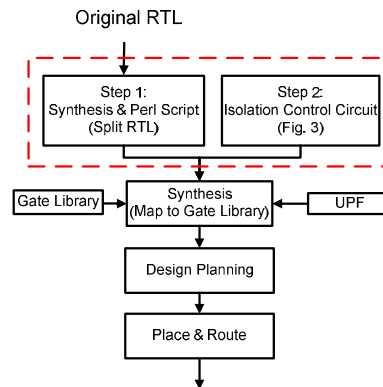 Original RTL
Step 1:
Synthesis & Perl Script
(Split RTL)
Step 2:
Isolation Control Circuit
(Fig. 3)
Gate Library
Synthesis
(Map to Gate Library)
UPF
Design Planning
Place & Route